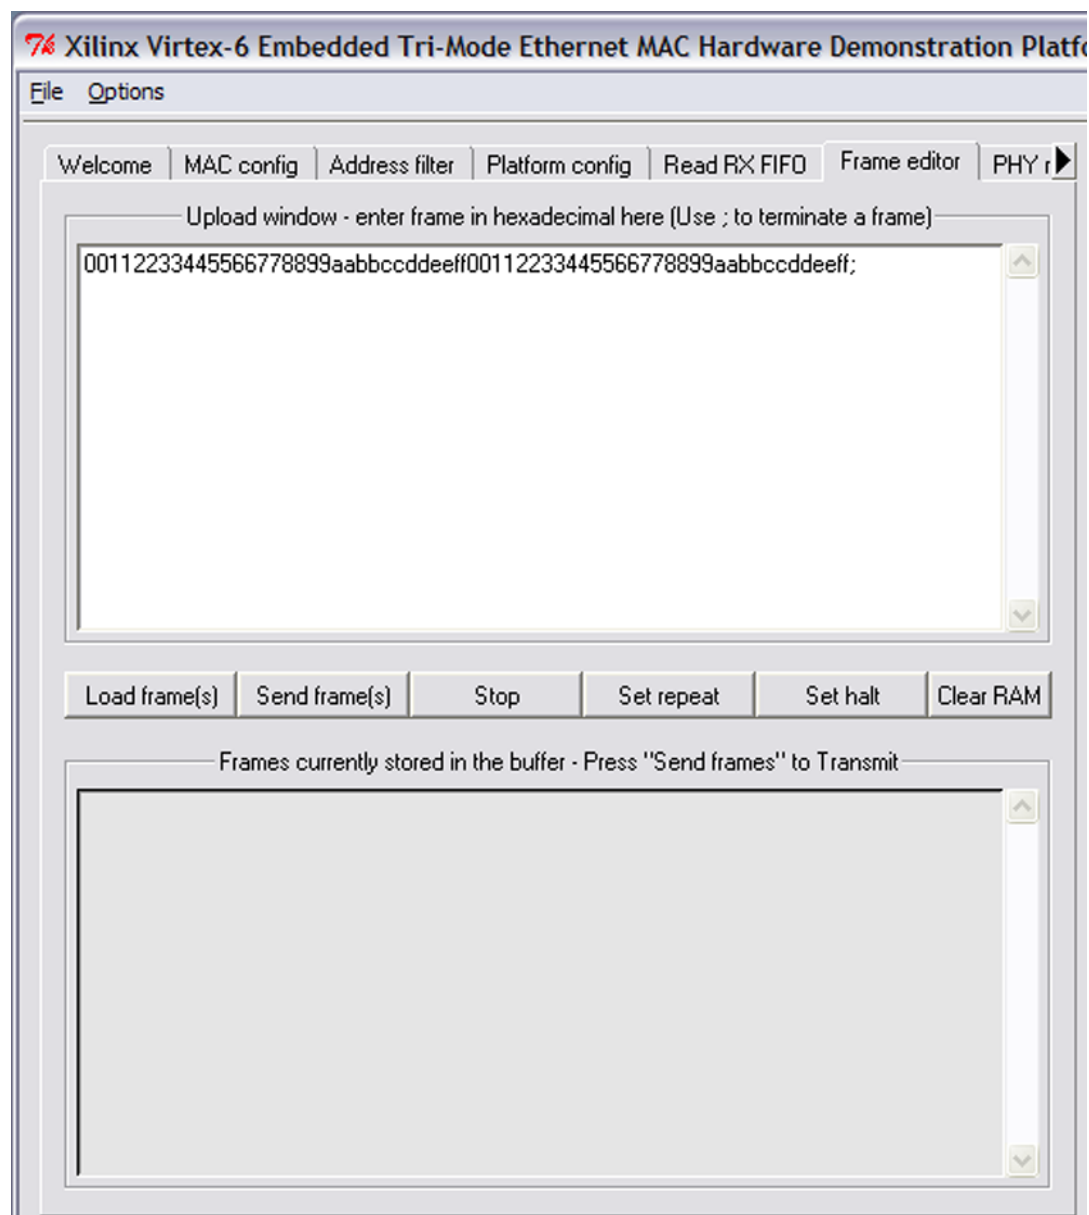 Xilinx Virtex-6 Embedded Tri-Mode Ethernet MAC Hardware Demonstration
File Options
Welcome MAC config Address filter Platform config Read RX FIFO Frame editor PHY
Upload window - enter frame in hexadecimal here (Use ; to terminate a frame)
00112233445566778899aabbccddeeff00112233445566778899aabbccddeeff;
Load frame(s) Send frame(s) Stop Set repeat Set halt Clear RAM
Frames currently stored in the buffer - Press "Send frames" to Transmit